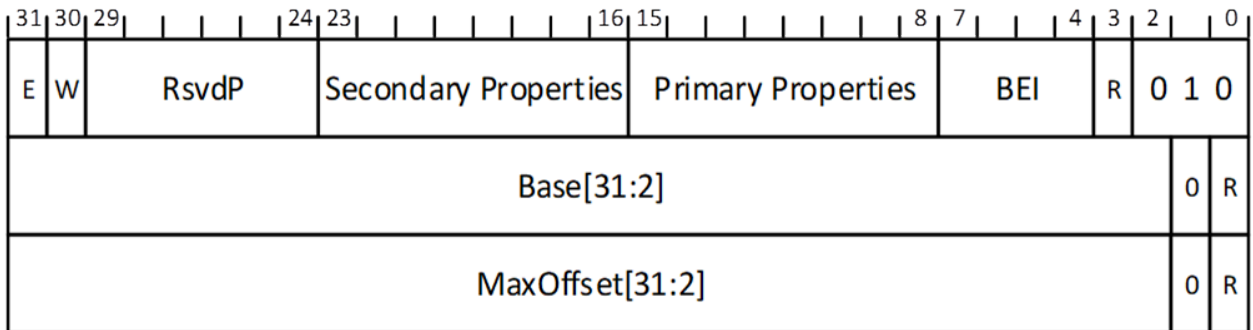 31 30 29 24 23 16 15 8 7 4 3 2 0
E W RsvdP Secondary Properties Primary Properties BEI R 0 1 0
Base[31:2] 0 R
MaxOffset[31:2] 0 R